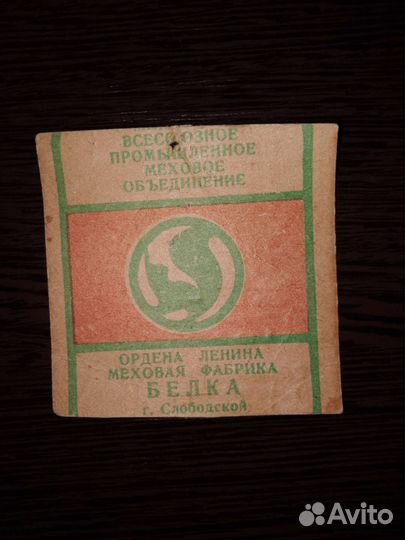 ВСЕСОЮЗНОЕ
ПРОМЫШЛЕННОЕ
МЕХОВОЕ
ОБЪЕДИНЕНИЕ
ОРДЕНА ЛЕНИНА
МЕХОВАЯ ФАБРИКА
БЕЛКА
г. Слободской
Avito